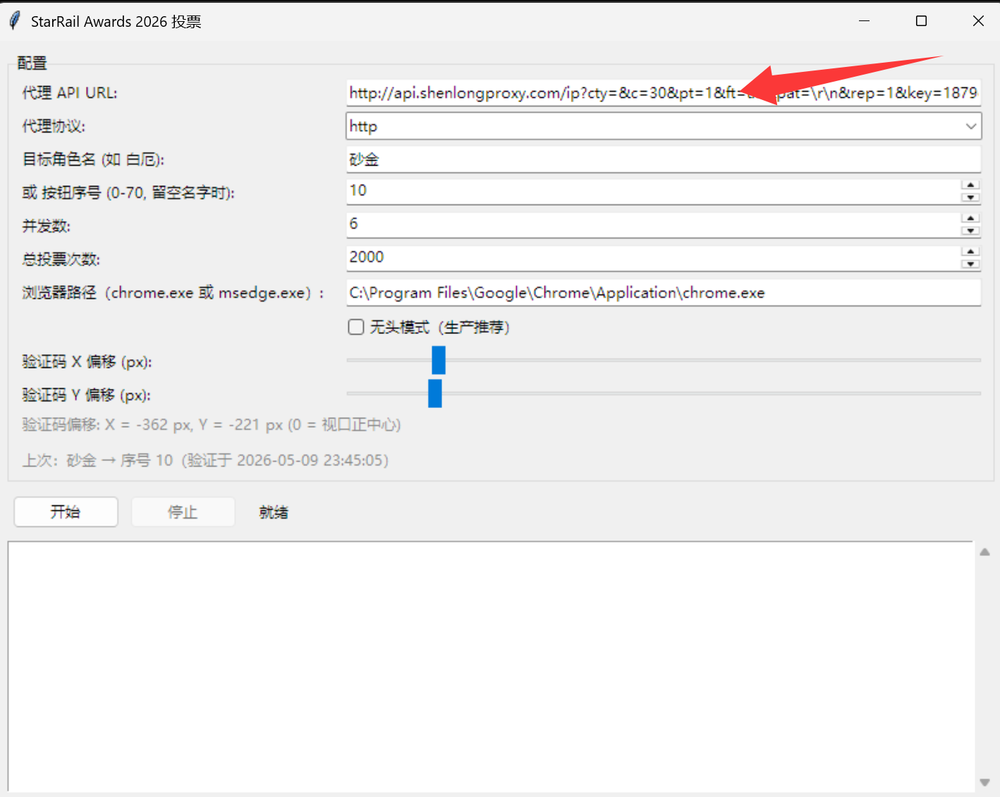 StarRail Awards 2026 投票
配置
代理 API URL:
http://api.shenlongproxy.com/ip?cty=&c=30&pt=1&ft= pat=\r\n&rep=1&key=1879
代理协议:
http
目标角色名 (如 白厄):
砂金
或 按钮序号 (0-70, 留空名字时):
10
并发数:
6
总投票次数:
2000
浏览器路径（chrome.exe 或 msedge.exe）:
C:\Program Files\Google\Chrome\Application\chrome.exe
无头模式（生产推荐）
验证码 X 偏移 (px):
验证码 Y 偏移 (px):
验证码偏移: X = -362 px, Y = -221 px (0 = 视口正中心)
上次：砂金 → 序号 10（验证于 2026-05-09 23:45:05）
开始
停止
就绪